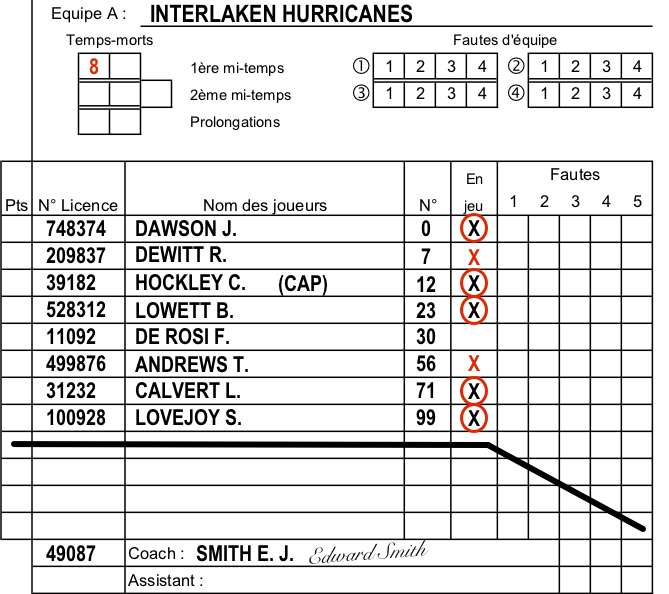 Equipe A : INTERLAKEN HURRICANES
Temps-morts Fautes d'équipe
8 1ère mi-temps ① 1 2 3 4 ② 1 2 3 4
2ème mi-temps ③ 1 2 3 4 ④ 1 2 3 4
Prolongations
En Fautes
Pts N° Licence Nom des joueurs N° jeu 1 2 3 4 5
748374 DAWSON J. 0 X
209837 DEWITT R. 7 X
39182 HOCKLEY C. (CAP) 12 X
528312 LOWETT B. 23 X
11092 DE ROSI F. 30
499876 ANDREWS T. 56 X
31232 CALVERT L. 71 X
100928 LOVEJOY S. 99 X
49087 Coach : SMITH E. J. Edward Smith
Assistant :